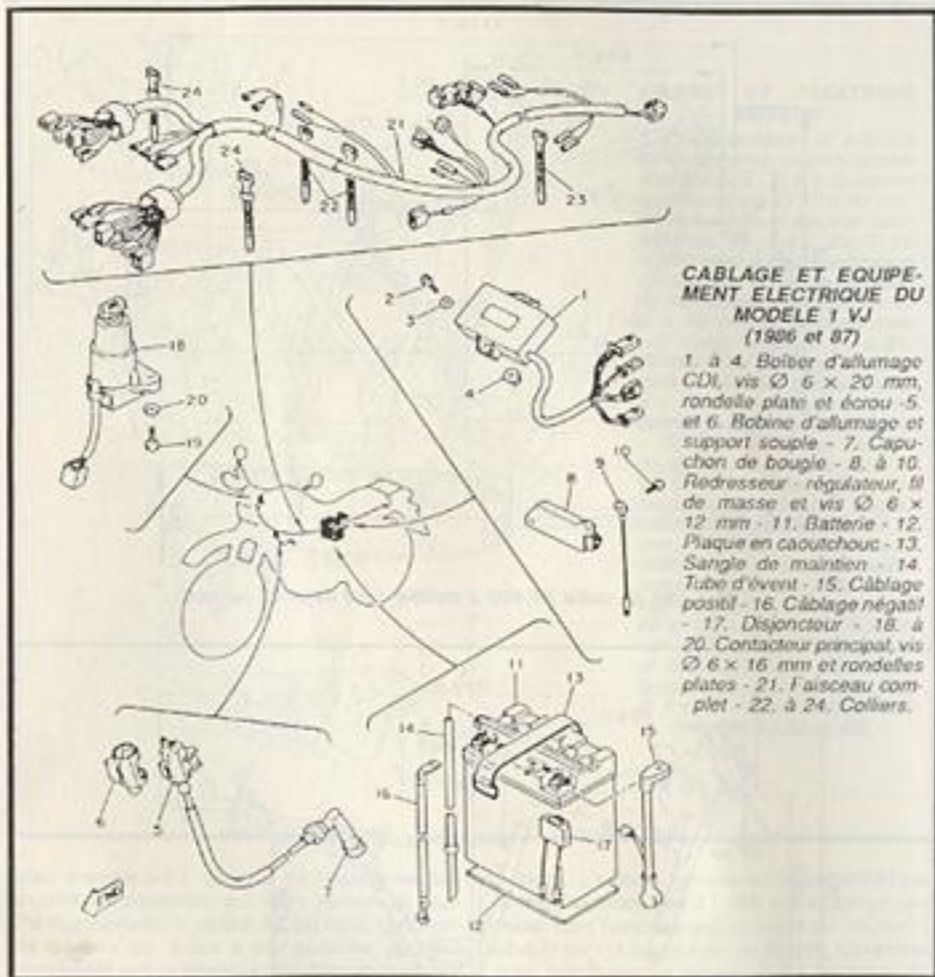 CABLAGE ET EQUIPE-
MENT ELECTRIQUE DU
MODELE 1 VJ
(1986 et 87)
1. à 4. Boîtier d'allumage
CDI, vis Ø 6 × 20 mm,
rondelle plate et écrou -5.
et 6. Bobine d'allumage et
support souple - 7. Capu-
chon de bougie - 8. à 10.
Redresseur - régulateur, fil
de masse et vis Ø 6 ×
12 mm - 11. Batterie - 12.
Plaque en caoutchouc - 13.
Sangle de maintien - 14.
Tube d'évent - 15. Câblage
positif - 16. Câblage négatif
- 17. Disjoncteur - 18. à
20. Contacteur principal, vis
Ø 6 × 16 mm et rondelles
plates - 21. Faisceau com-
plet - 22. à 24. Colliers.
24
21
24
22
23
2
3
1
4
18
20
19
8
9
10
11
13
14
15
16
17
12
6
5
7